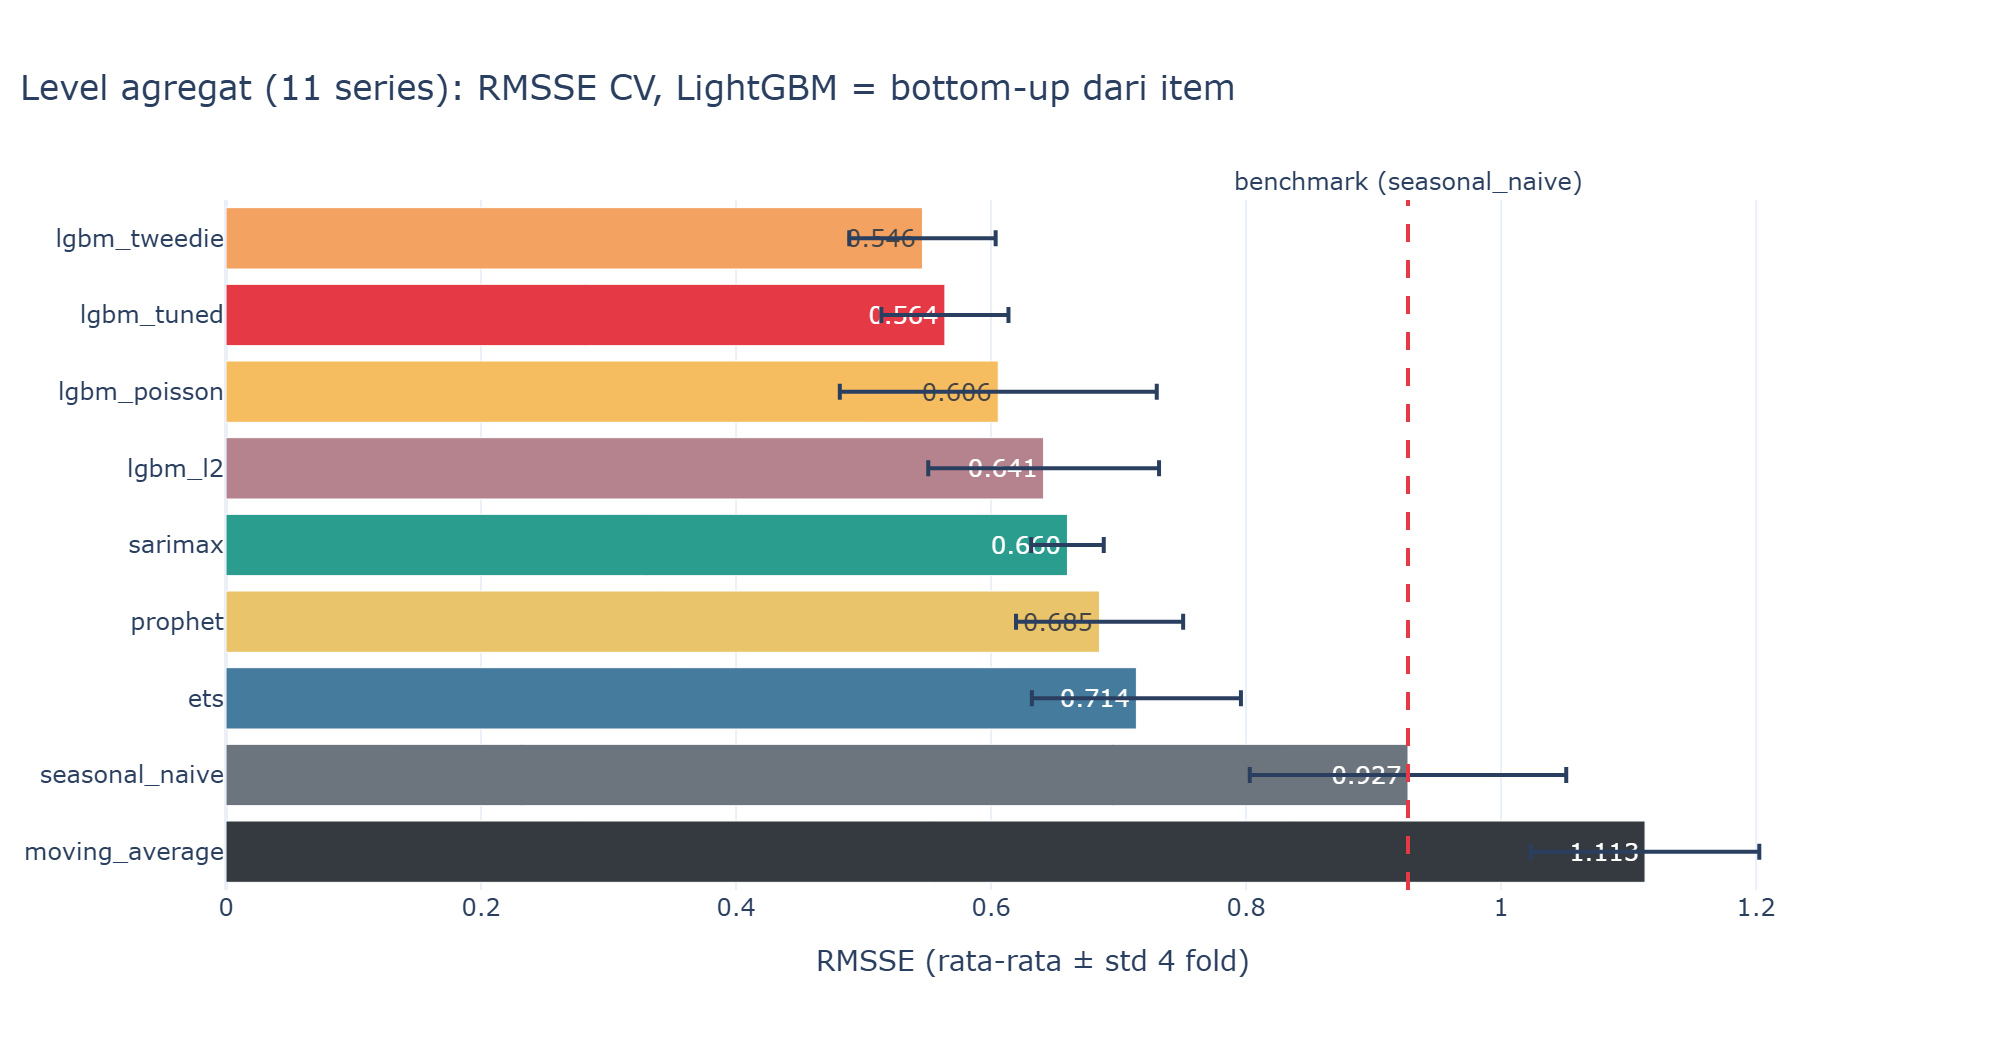 Level agregat (11 series): RMSSE CV, LightGBM = bottom-up dari item
benchmark (seasonal_naive)
lgbm_tweedie 0.546
lgbm_tuned 0.564
lgbm_poisson 0.606
lgbm_l2 0.641
sarimax 0.660
prophet 0.685
ets 0.714
seasonal_naive 0.927
moving_average 1.113
0 0.2 0.4 0.6 0.8 1 1.2
RMSSE (rata-rata ± std 4 fold)